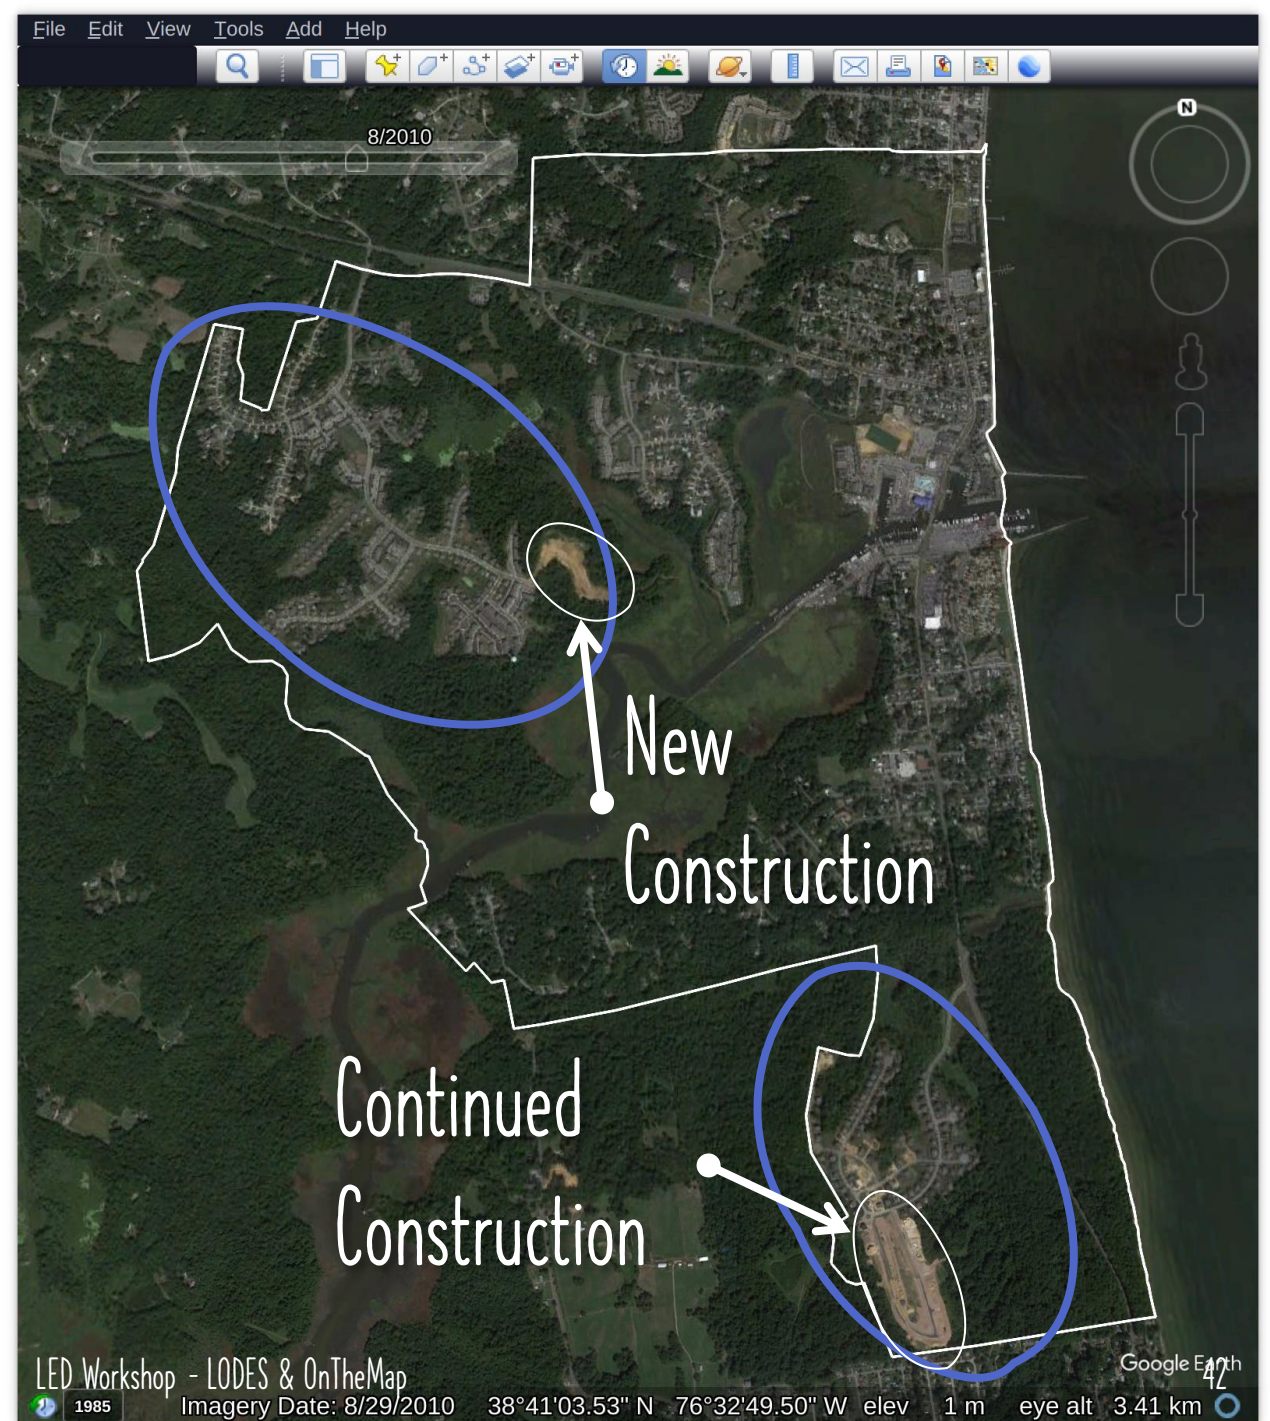 File Edit View Tools Add Help
8/2010
N
New
Construction
Continued
Construction
LED Workshop - LODES & OnTheMap
Google Earth
42
1985
Imagery Date: 8/29/2010 38°41'03.53" N 76°32'49.50" W elev 1 m eye alt 3.41 km